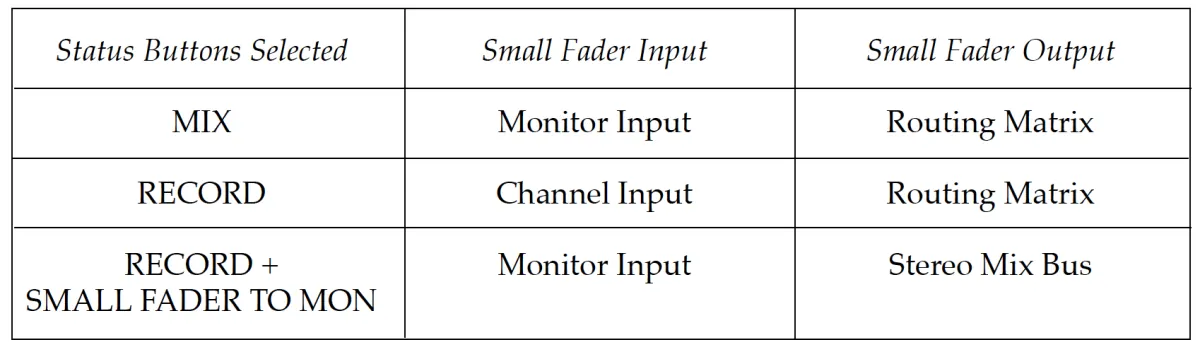 Status Buttons Selected Small Fader Input Small Fader Output
MIX Monitor Input Routing Matrix
RECORD Channel Input Routing Matrix
RECORD + Monitor Input Stereo Mix Bus
SMALL FADER TO MON